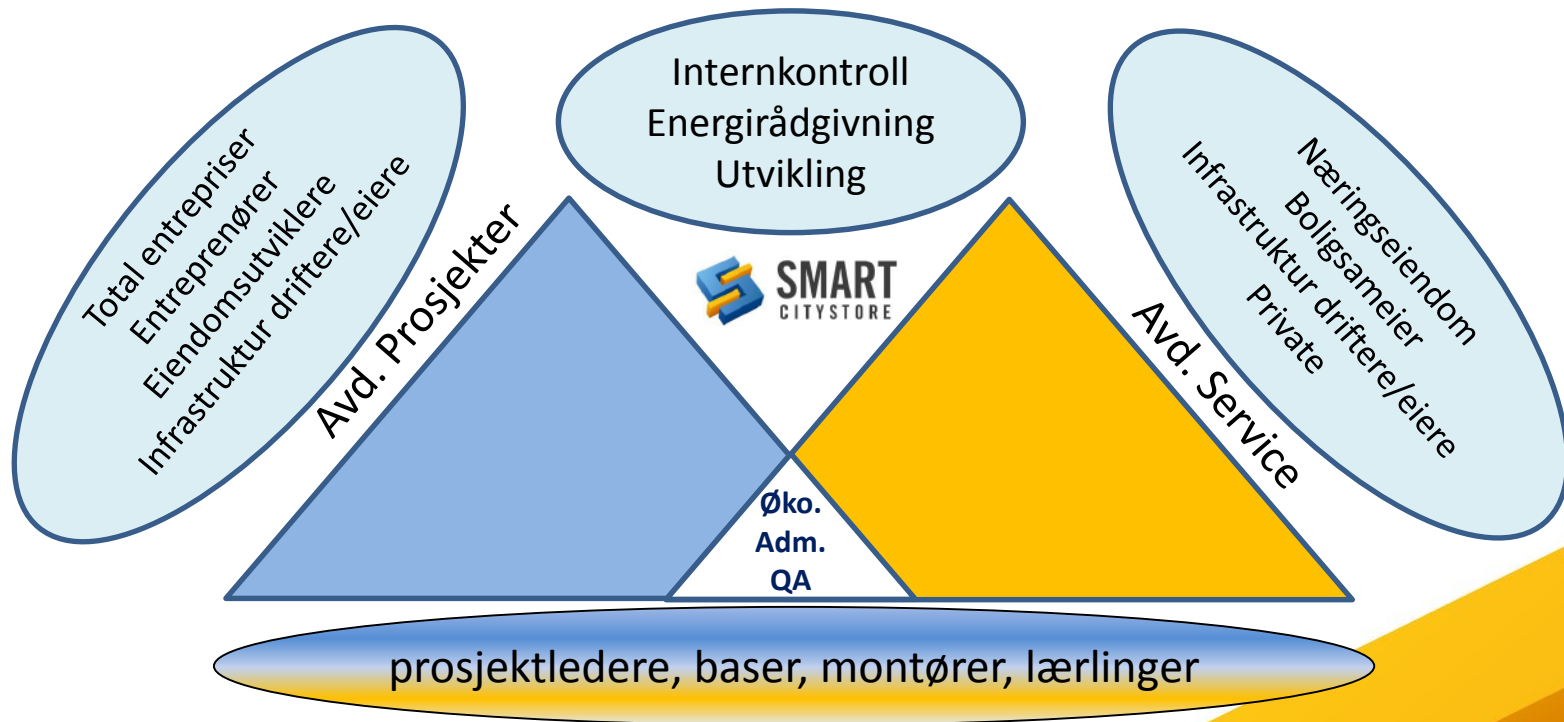 Internkontroll
Energirådgivning
Utvikling
Total entrepriser
Entreprenører
Eiendomsutviklere
Infrastruktur driftere/eiere
Avd. Prosjekter
SMART
CITYSTORE
Næringseiendom
Boligsameier
Infrastruktur driftere/eiere
Private
Avd. Service
Øko.
Adm.
QA
prosjektledere, baser, montører, lærlinger